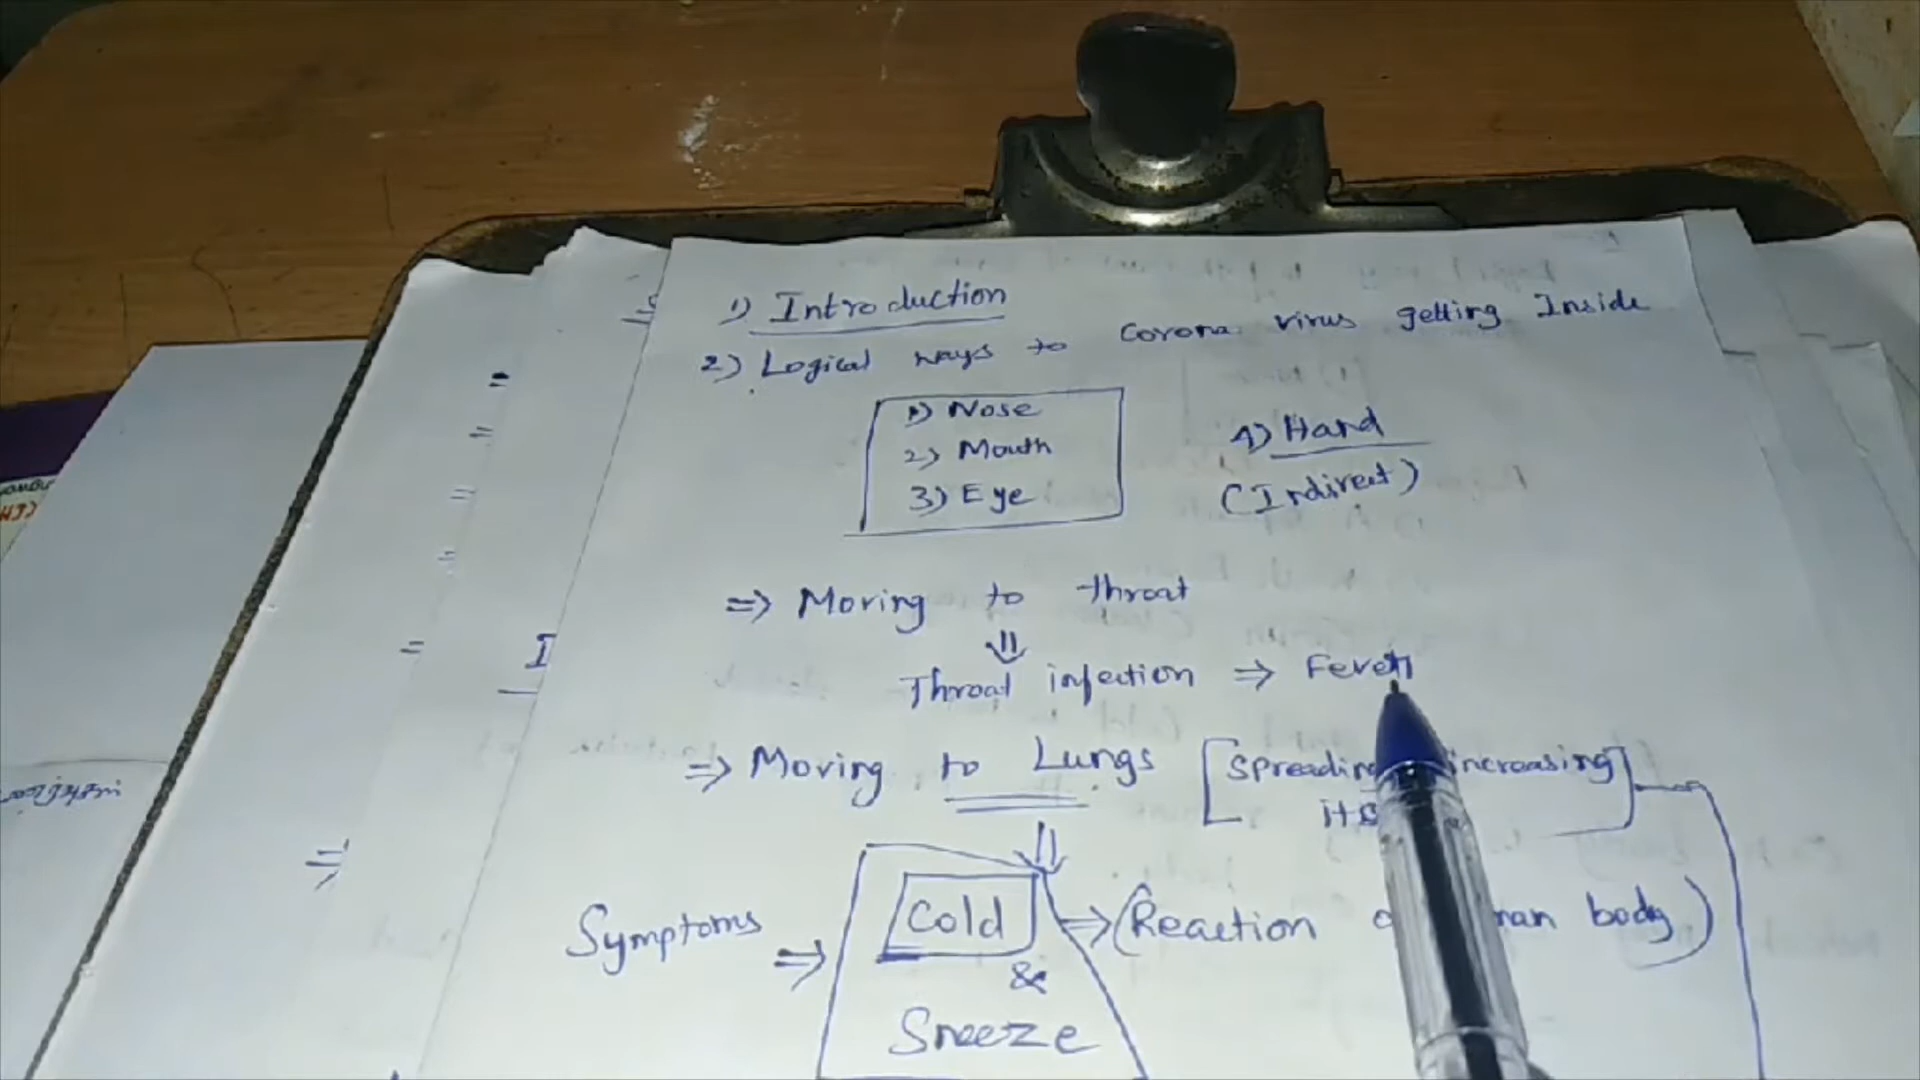 1) Introduction
2) Logical ways to corona virus getting Inside
1) Nose
2) Mouth
3) Eye
4) Hand
(Indirect)
⇒ Moving to throat
⇓
Throat infection ⇒ Fever
⇒ Moving to Lungs [Spreading increasing]
⇓
Symptoms ⇒ Cold ⇒ (Reaction body)
&
Sneeze